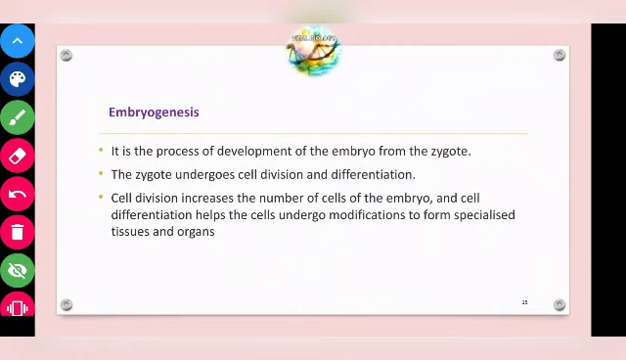 Embryogenesis
It is the process of development of the embryo from the zygote.
The zygote undergoes cell division and differentiation.
Cell division increases the number of cells of the embryo, and cell
differentiation helps the cells undergo modifications to form specialised
tissues and organs